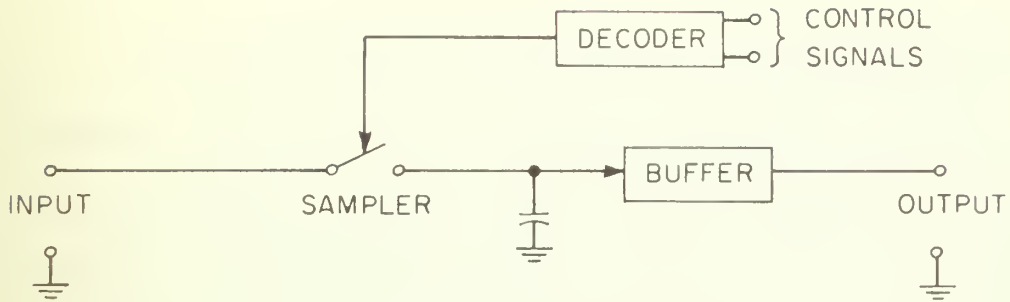 DECODER
CONTROL
SIGNALS
INPUT
SAMPLER
BUFFER
OUTPUT